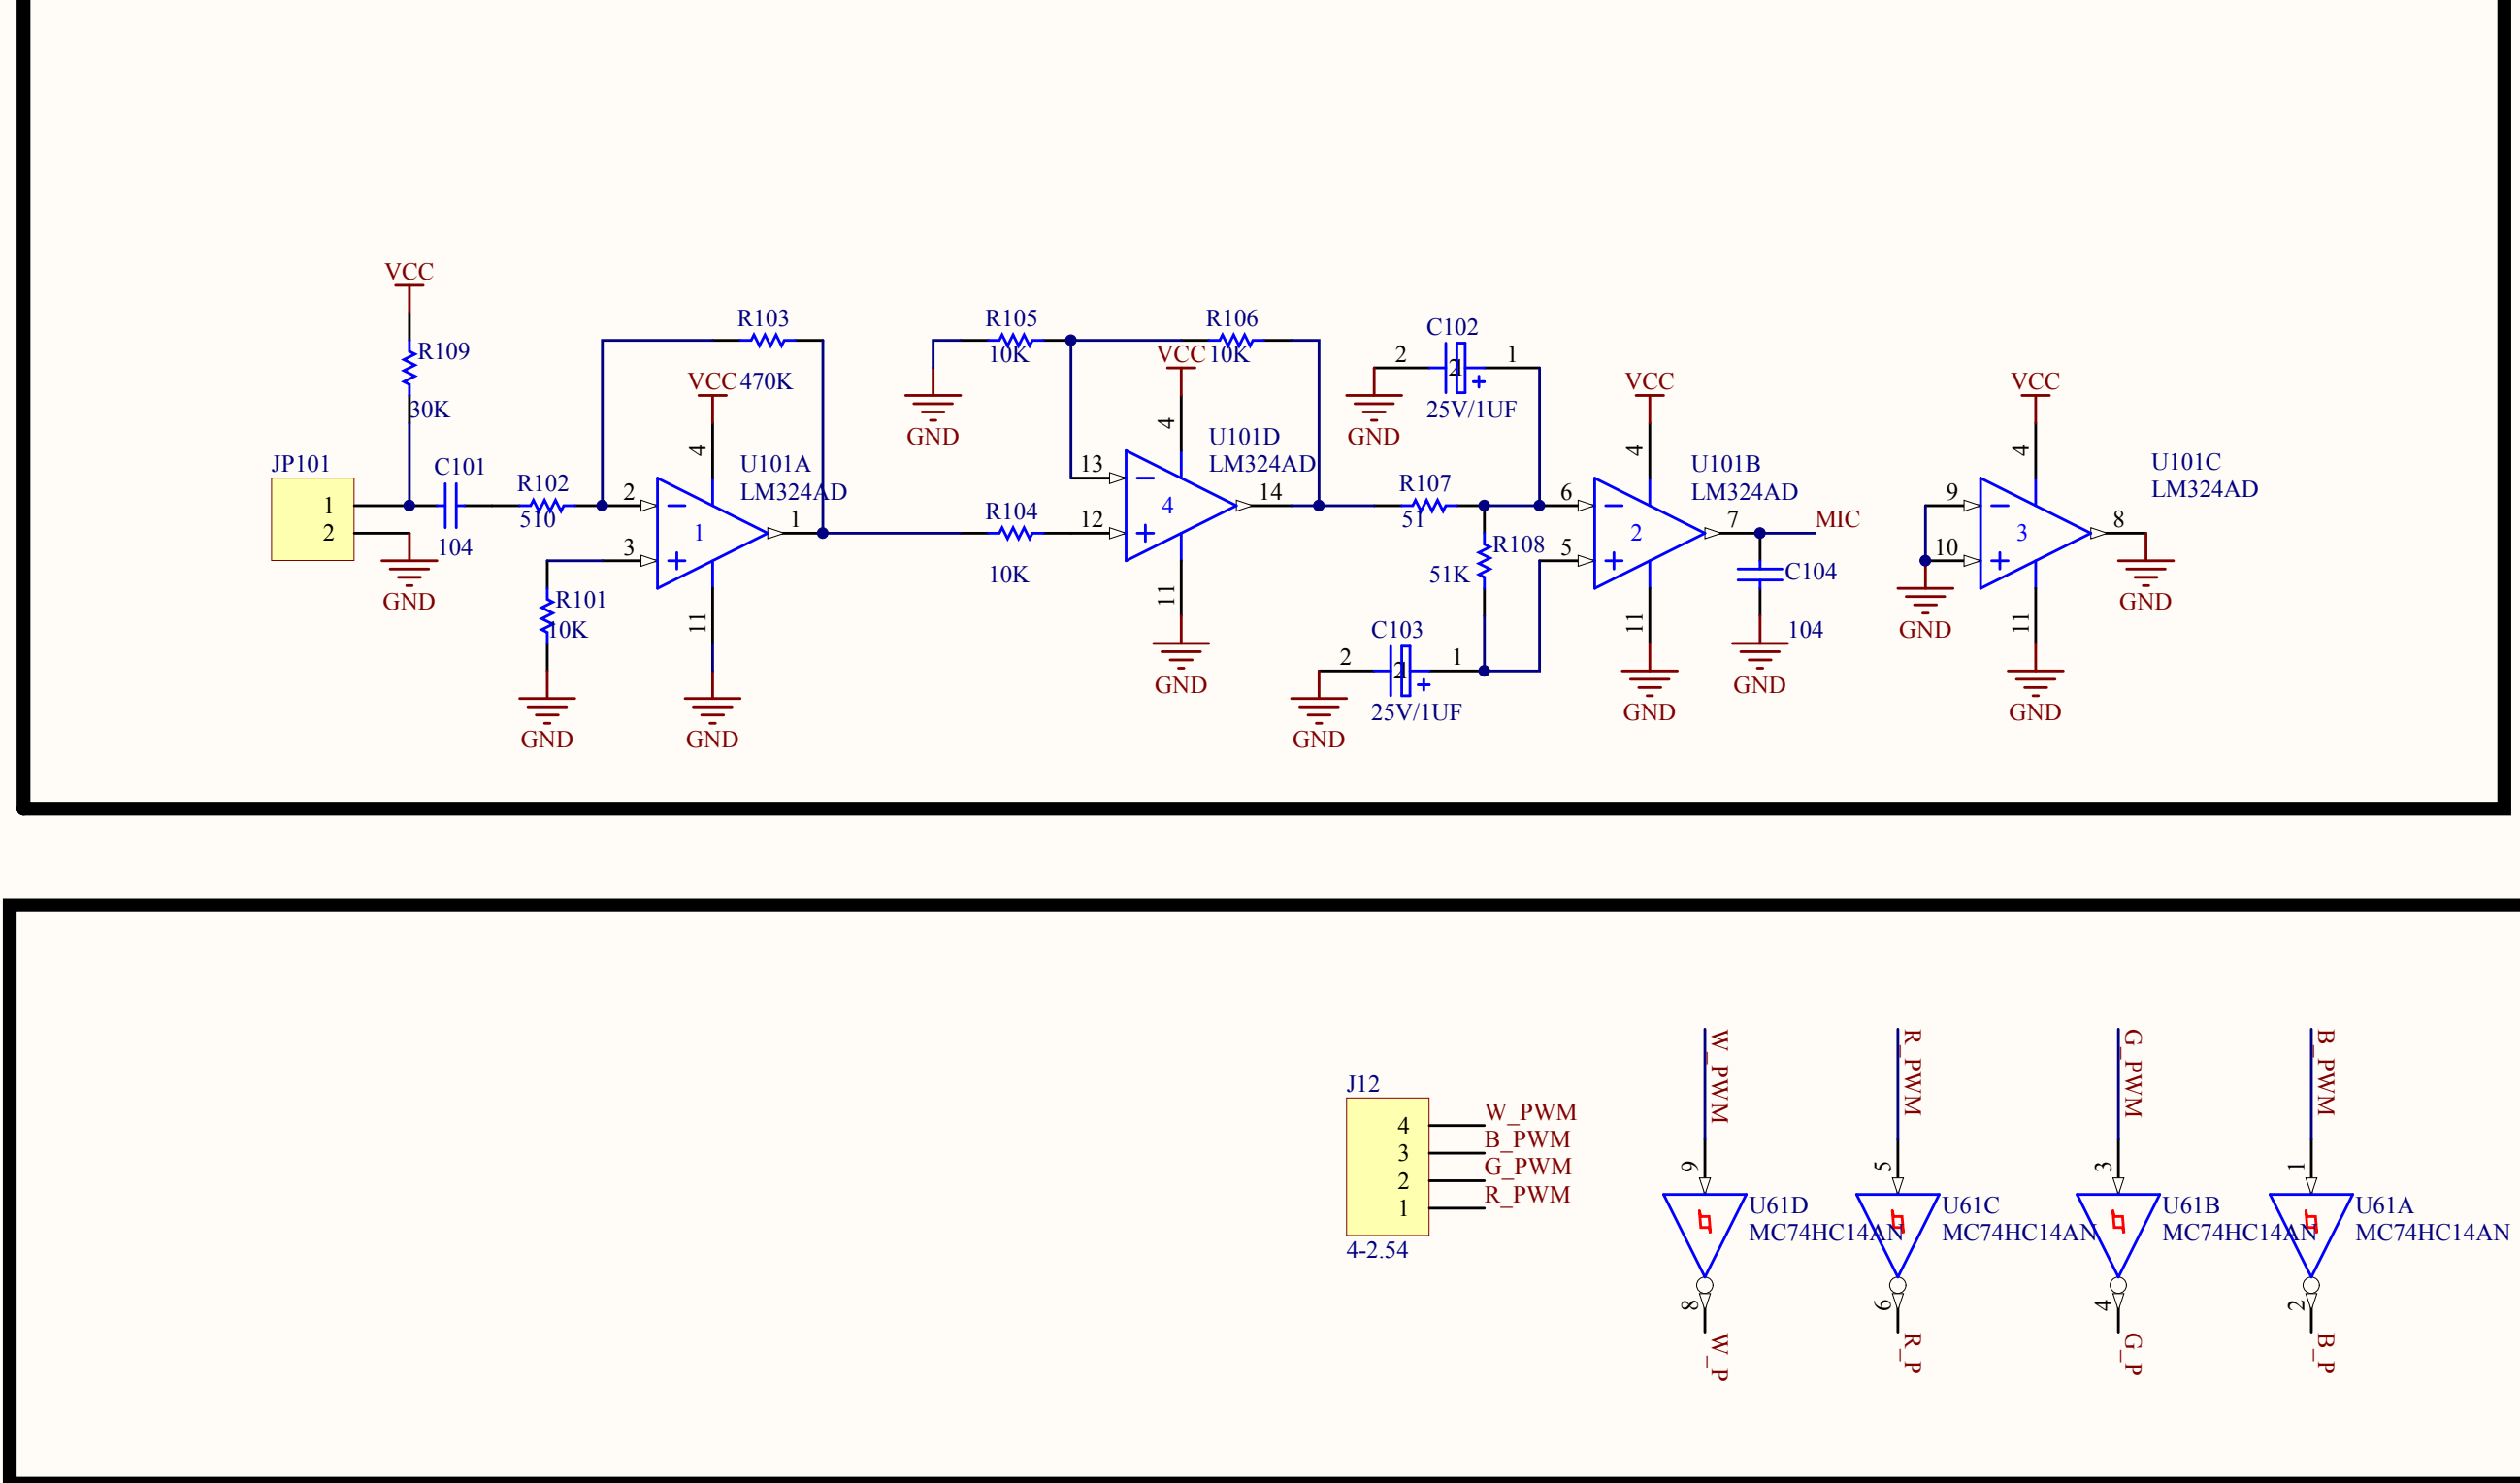 VCC
R109
30K
JP101
1
2
GND
C101
104
R102
510
R103
470K
VCC
4
U101A
LM324AD
2
3
1
1
11
GND
R101
10K
GND
R105
10K
GND
R106
10K
VCC
4
U101D
LM324AD
13
12
4
14
11
GND
R104
10K
C102
2
21
1
25V/1UF
GND
R107
51
R108
51K
C103
2
21
1
25V/1UF
GND
VCC
4
U101B
LM324AD
6
5
2
7
MIC
11
GND
C104
104
GND
VCC
4
U101C
LM324AD
9
10
3
8
11
GND
GND
GND
J12
4
3
2
1
W_PWM
B_PWM
G_PWM
R_PWM
4-2.54
W_PWM
9
U61D
MC74HC14AN
8
W_P
R_PWM
5
U61C
MC74HC14AN
6
R_P
G_PWM
3
U61B
MC74HC14AN
4
G_P
B_PWM
1
U61A
MC74HC14AN
2
B_P